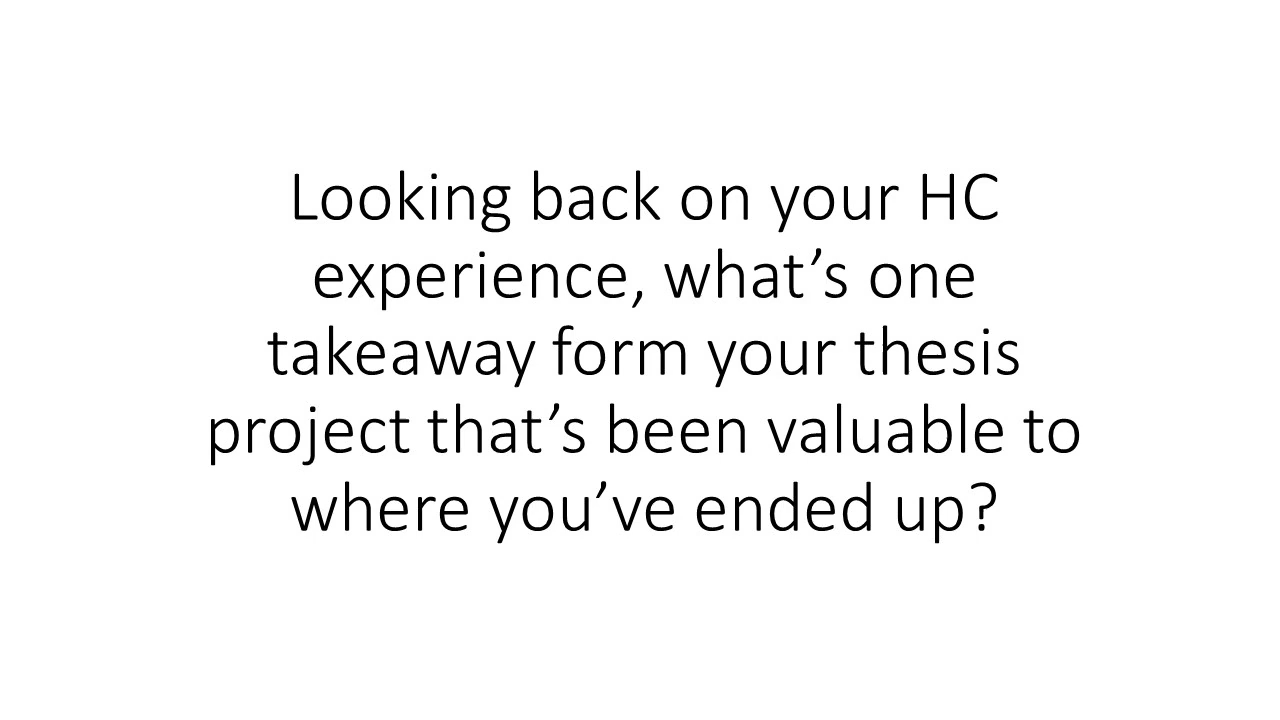 Looking back on your HC
experience, what’s one
takeaway form your thesis
project that’s been valuable to
where you’ve ended up?